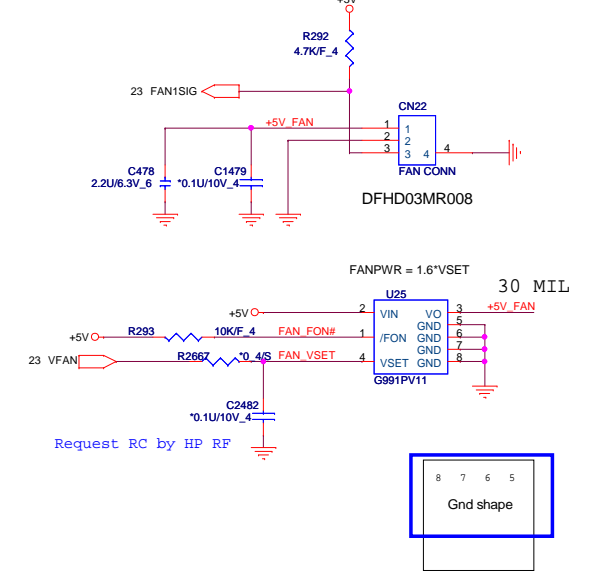 +5V
R292
4.7K/F_4
23 FAN1SIG
CN22
+5V_FAN
1 1
2 2
3 3 4 4
FAN CONN
C478
2.2U/6.3V_6
C1479
*0.1U/10V_4
DFHD03MR008
FANPWR = 1.6*VSET
30 MIL
U25
+5V 2 VIN VO 3 +5V_FAN
GND 5
+5V R293 10K/F_4 FAN_FON# 1 /FON GND 6
GND 7
23 VFAN R2667 *0_4/S FAN_VSET 4 VSET GND 8
G991PV11
C2482
*0.1U/10V_4
Request RC by HP RF
8 7 6 5
Gnd shape